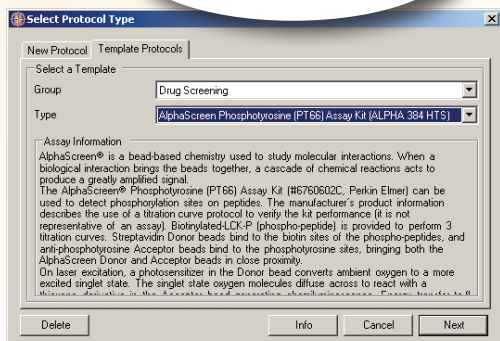 Select Protocol Type
New Protocol Template Protocols
Select a Template
Group Drug Screening
Type AlphaScreen Phosphotyrosine (PT66) Assay Kit (ALPHA 384 HTS)
Assay Information
AlphaScreen® is a bead-based chemistry used to study molecular interactions. When a
biological interaction brings the beads together, a cascade of chemical reactions acts to
produce a greatly amplified signal.
The AlphaScreen® Phosphotyrosine (PT66) Assay Kit (#6760602C, Perkin Elmer) can be
used to detect phosphorylation sites on peptides. The manufacturer's product information
describes the use of a titration curve protocol to verify the kit performance (it is not
representative of an assay). Biotinylated-LCK-P (phospho-peptide) is provided to perform 3
titration curves. Streptavidin Donor beads bind to the biotin sites of the phospho-peptides, and
anti-phosphotyrosine Acceptor beads bind to the phosphotyrosine sites, bringing both the
AlphaScreen Donor and Acceptor beads in close proximity.
On laser excitation, a photosensitizer in the Donor bead converts ambient oxygen to a more
excited singlet state. The singlet state oxygen molecules diffuse across to react with a
Delete Info Cancel Next